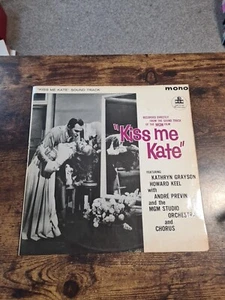 "KISS ME KATE" SOUND TRACK
mono
RECORDED DIRECTLY
FROM THE SOUND TRACK
OF THE MGM FILM
"Kiss me
Kate"
FEATURING
KATHRYN GRAYSON
HOWARD KEEL
WITH
ANDRÉ PREVIN
and the
MGM STUDIO
ORCHESTRA
and
CHORUS